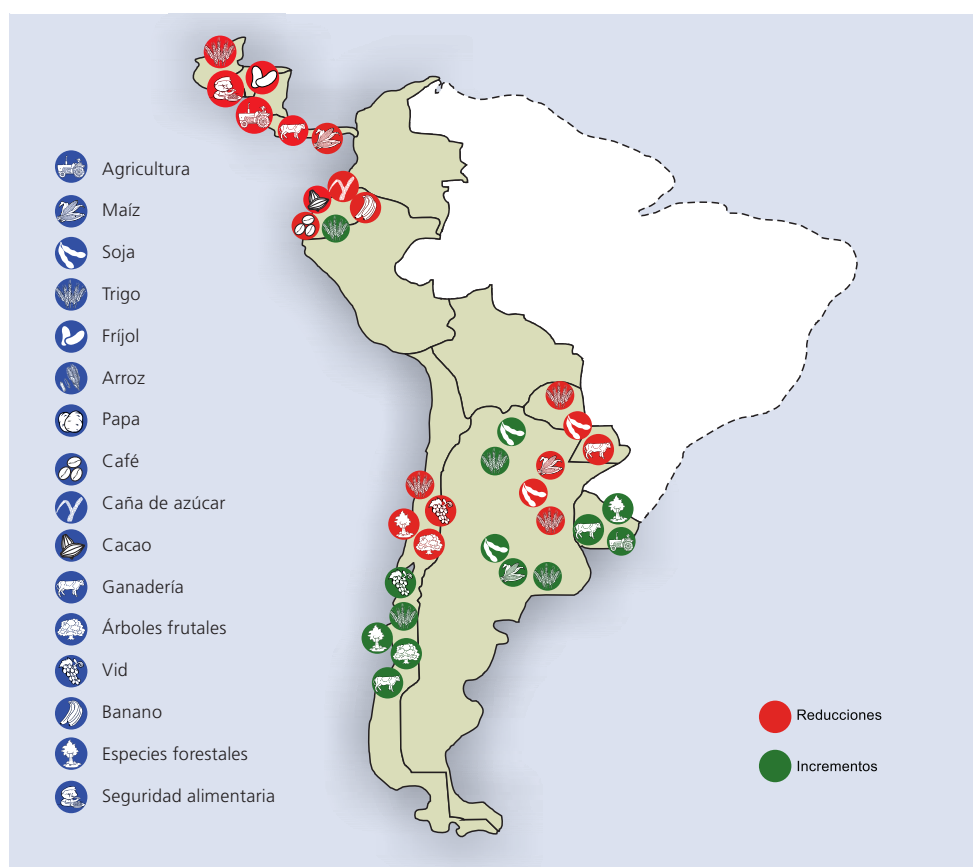 Agricultura
Maíz
Soja
Trigo
Fríjol
Arroz
Papa
Café
Caña de azúcar
Cacao
Ganadería
Árboles frutales
Vid
Banano
Especies forestales
Seguridad alimentaria
Reducciones
Incrementos